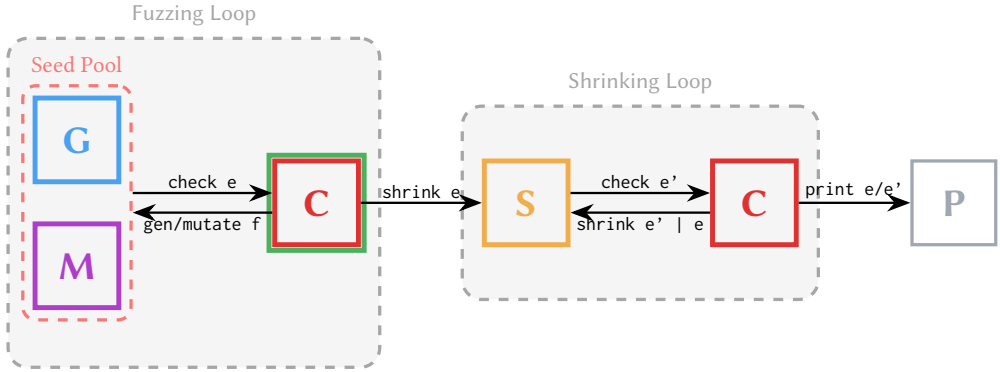 Fuzzing Loop
Seed Pool
G
M
check e
gen/mutate f
C
shrink e
Shrinking Loop
S
check e’
shrink e’ | e
C
print e/e’
P